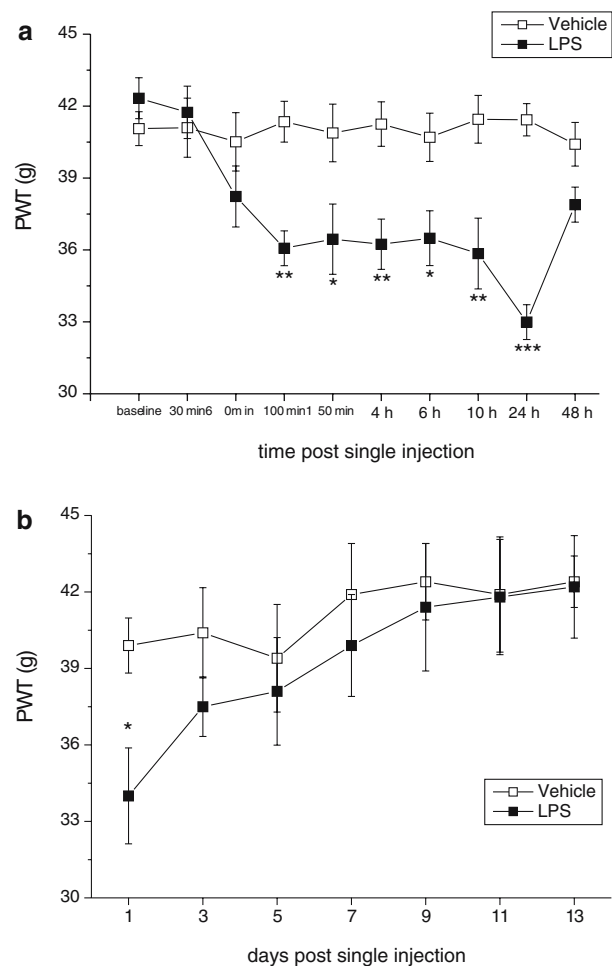 a
Vehicle
LPS
45
42
39
36
33
30
PWT (g)
** * ** * ** ***
baseline 30 min6 0m in 100 min1 50 min 4 h 6 h 10 h 24 h 48 h
time post single injection
b
45
42
39
36
33
30
PWT (g)
*
Vehicle
LPS
1 3 5 7 9 11 13
days post single injection